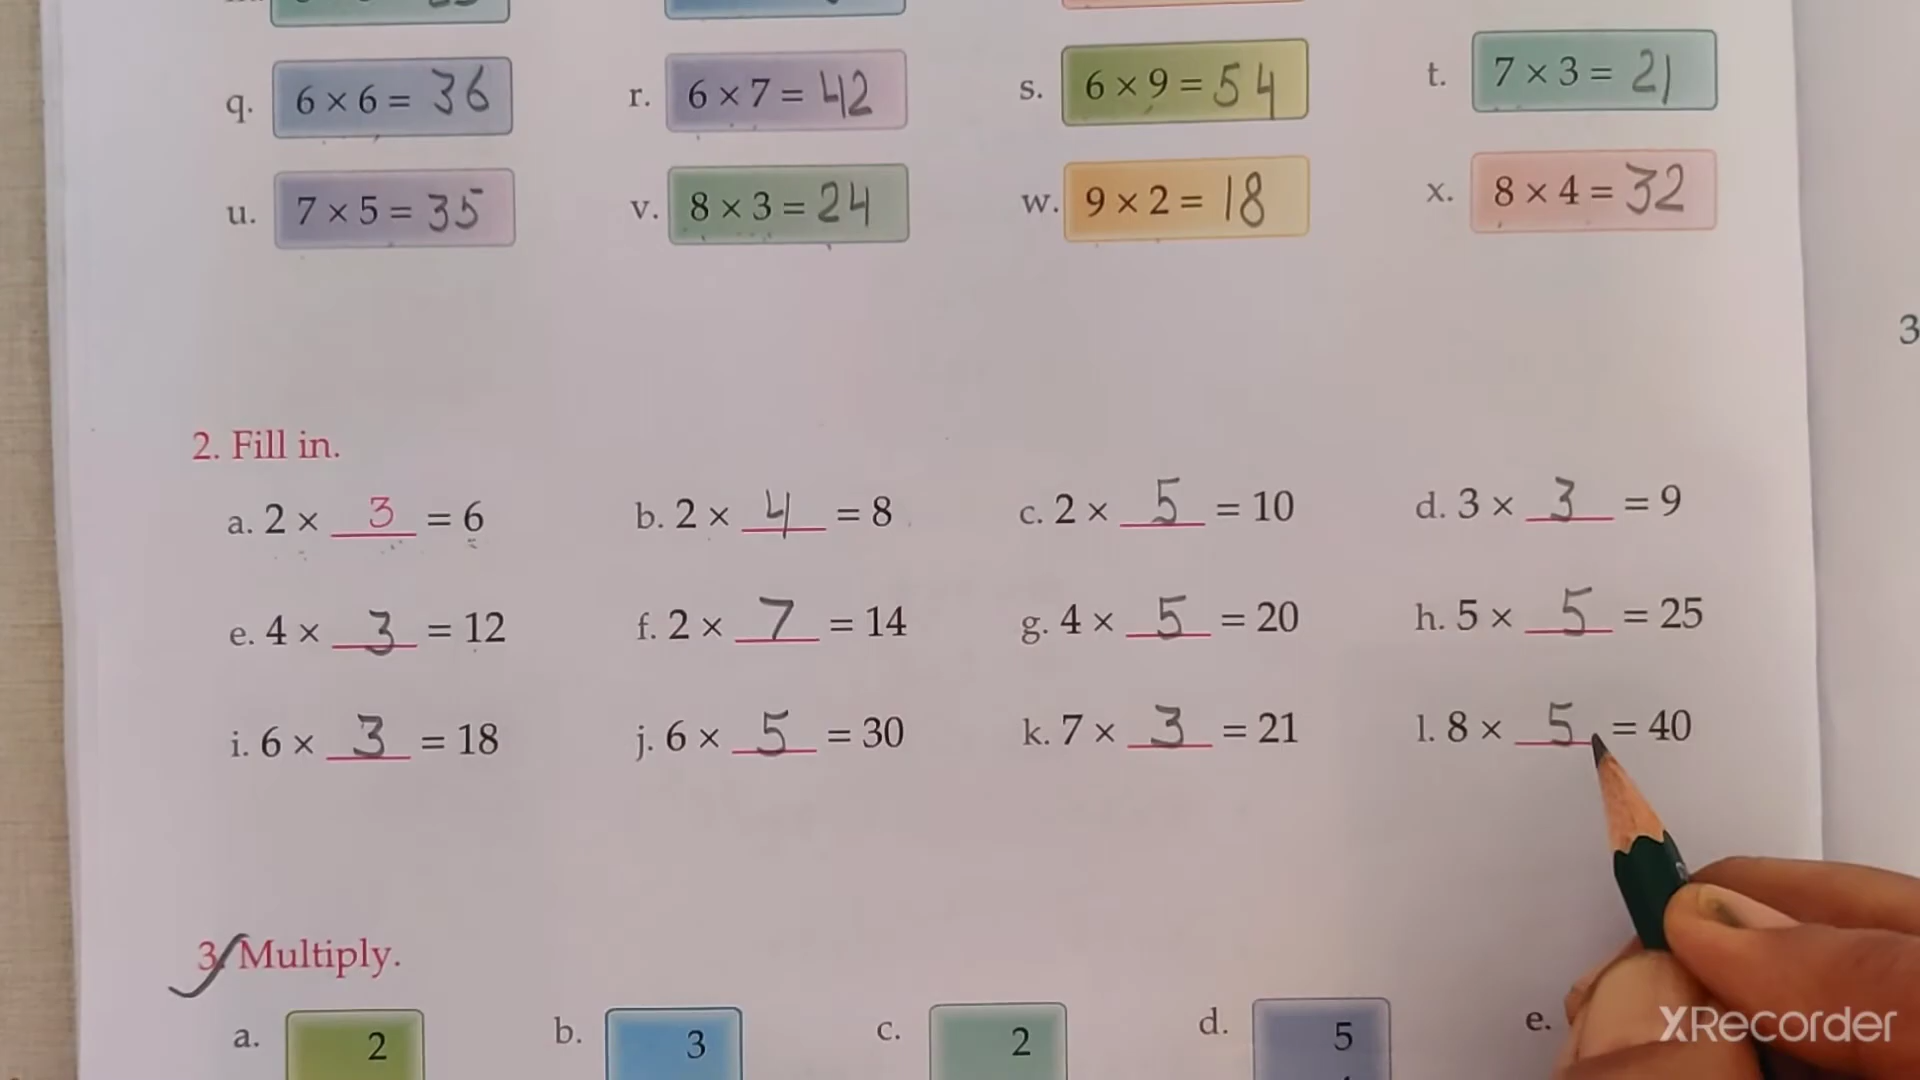 q. 6 × 6 = 36 r. 6 × 7 = 42 s. 6 × 9 = 54 t. 7 × 3 = 21
u. 7 × 5 = 35 v. 8 × 3 = 24 w. 9 × 2 = 18 x. 8 × 4 = 32
3
2. Fill in.
a. 2 × 3 = 6 b. 2 × 4 = 8 c. 2 × 5 = 10 d. 3 × 3 = 9
e. 4 × 3 = 12 f. 2 × 7 = 14 g. 4 × 5 = 20 h. 5 × 5 = 25
i. 6 × 3 = 18 j. 6 × 5 = 30 k. 7 × 3 = 21 l. 8 × 5 = 40
3. Multiply.
a. 2 b. 3 c. 2 d. 5 e.
XRecorder